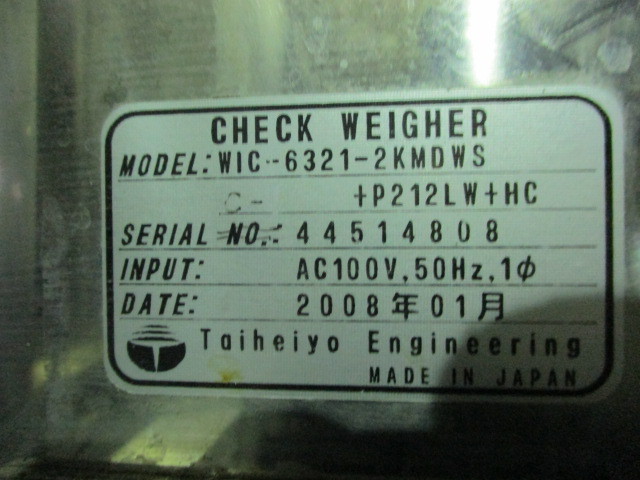 CHECK WEIGHER
MODEL: WIC-6321-2KMDWS
C- +P212LW+HC
SERIAL NO.: 44514808
INPUT: AC100V,50Hz,1φ
DATE: 2008年01月
Taiheiyo Engineering
MADE IN JAPAN